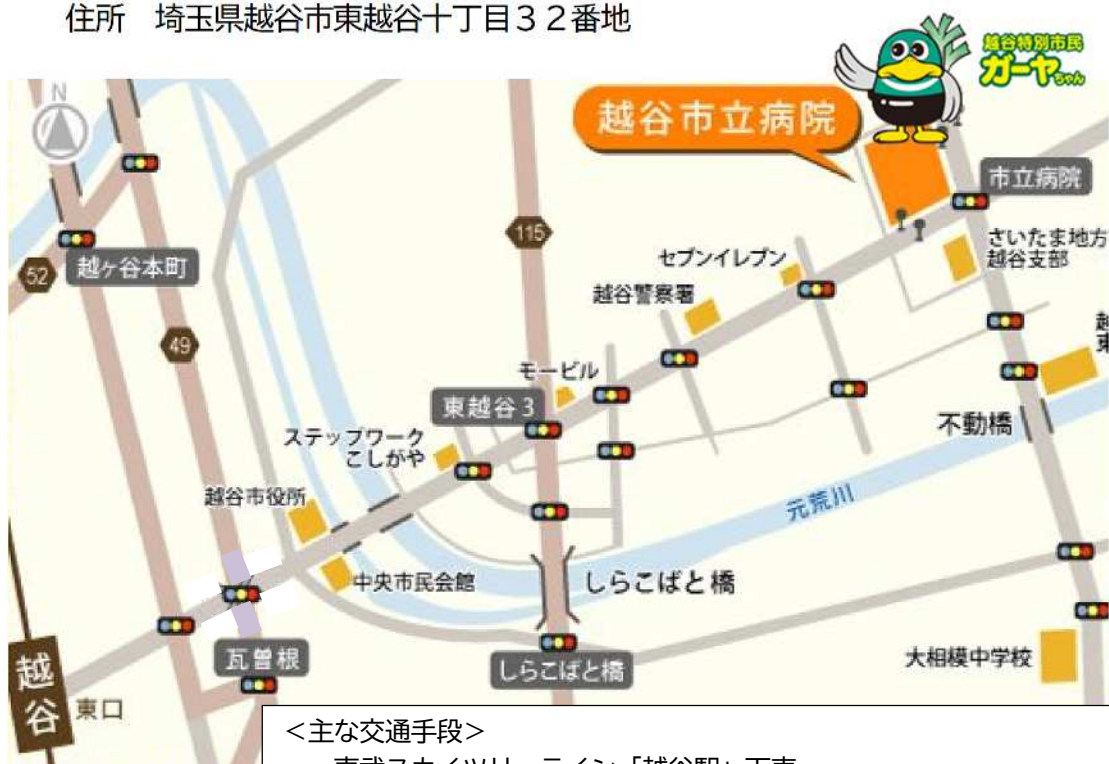 住所　埼玉県越谷市東越谷十丁目３２番地
越谷特別市民
ガーヤちゃん
越谷市立病院
N
市立病院
115
さいたま地方
越谷支部
セブンイレブン
52
越ヶ谷本町
越谷警察署
49
モービル
東越谷3
不動橋
ステップワーク
こしがや
越谷市役所
元荒川
中央市民会館
しらこばと橋
瓦曽根
しらこばと橋
大相模中学校
越谷
東口
＜主な交通手段＞